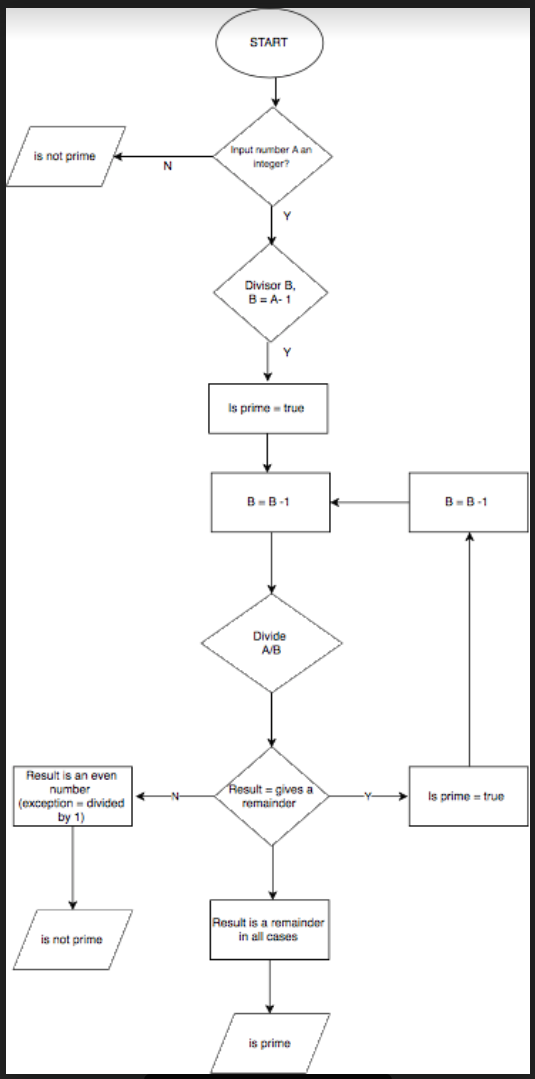 START
Input number A an
integer?
is not prime
N
Y
Divisor B,
B = A- 1
Y
Is prime = true
B = B -1
B = B -1
Divide
A/B
Result is an even
number
(exception = divided
by 1)
N
Result = gives a
remainder
Y
Is prime = true
Result is a remainder
in all cases
is not prime
is prime